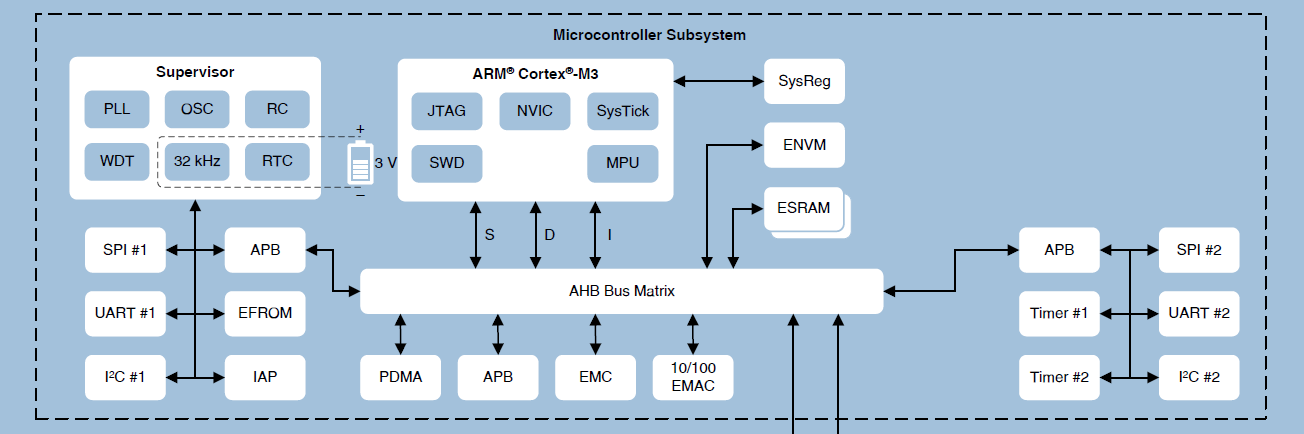 Microcontroller Subsystem
Supervisor
PLL
OSC
RC
WDT
32 kHz
RTC
+
3 V
–
ARM® Cortex®-M3
JTAG
NVIC
SysTick
SWD
MPU
SysReg
ENVM
ESRAM
S
D
I
SPI #1
APB
UART #1
EFROM
I²C #1
IAP
AHB Bus Matrix
PDMA
APB
EMC
10/100
EMAC
APB
SPI #2
Timer #1
UART #2
Timer #2
I²C #2